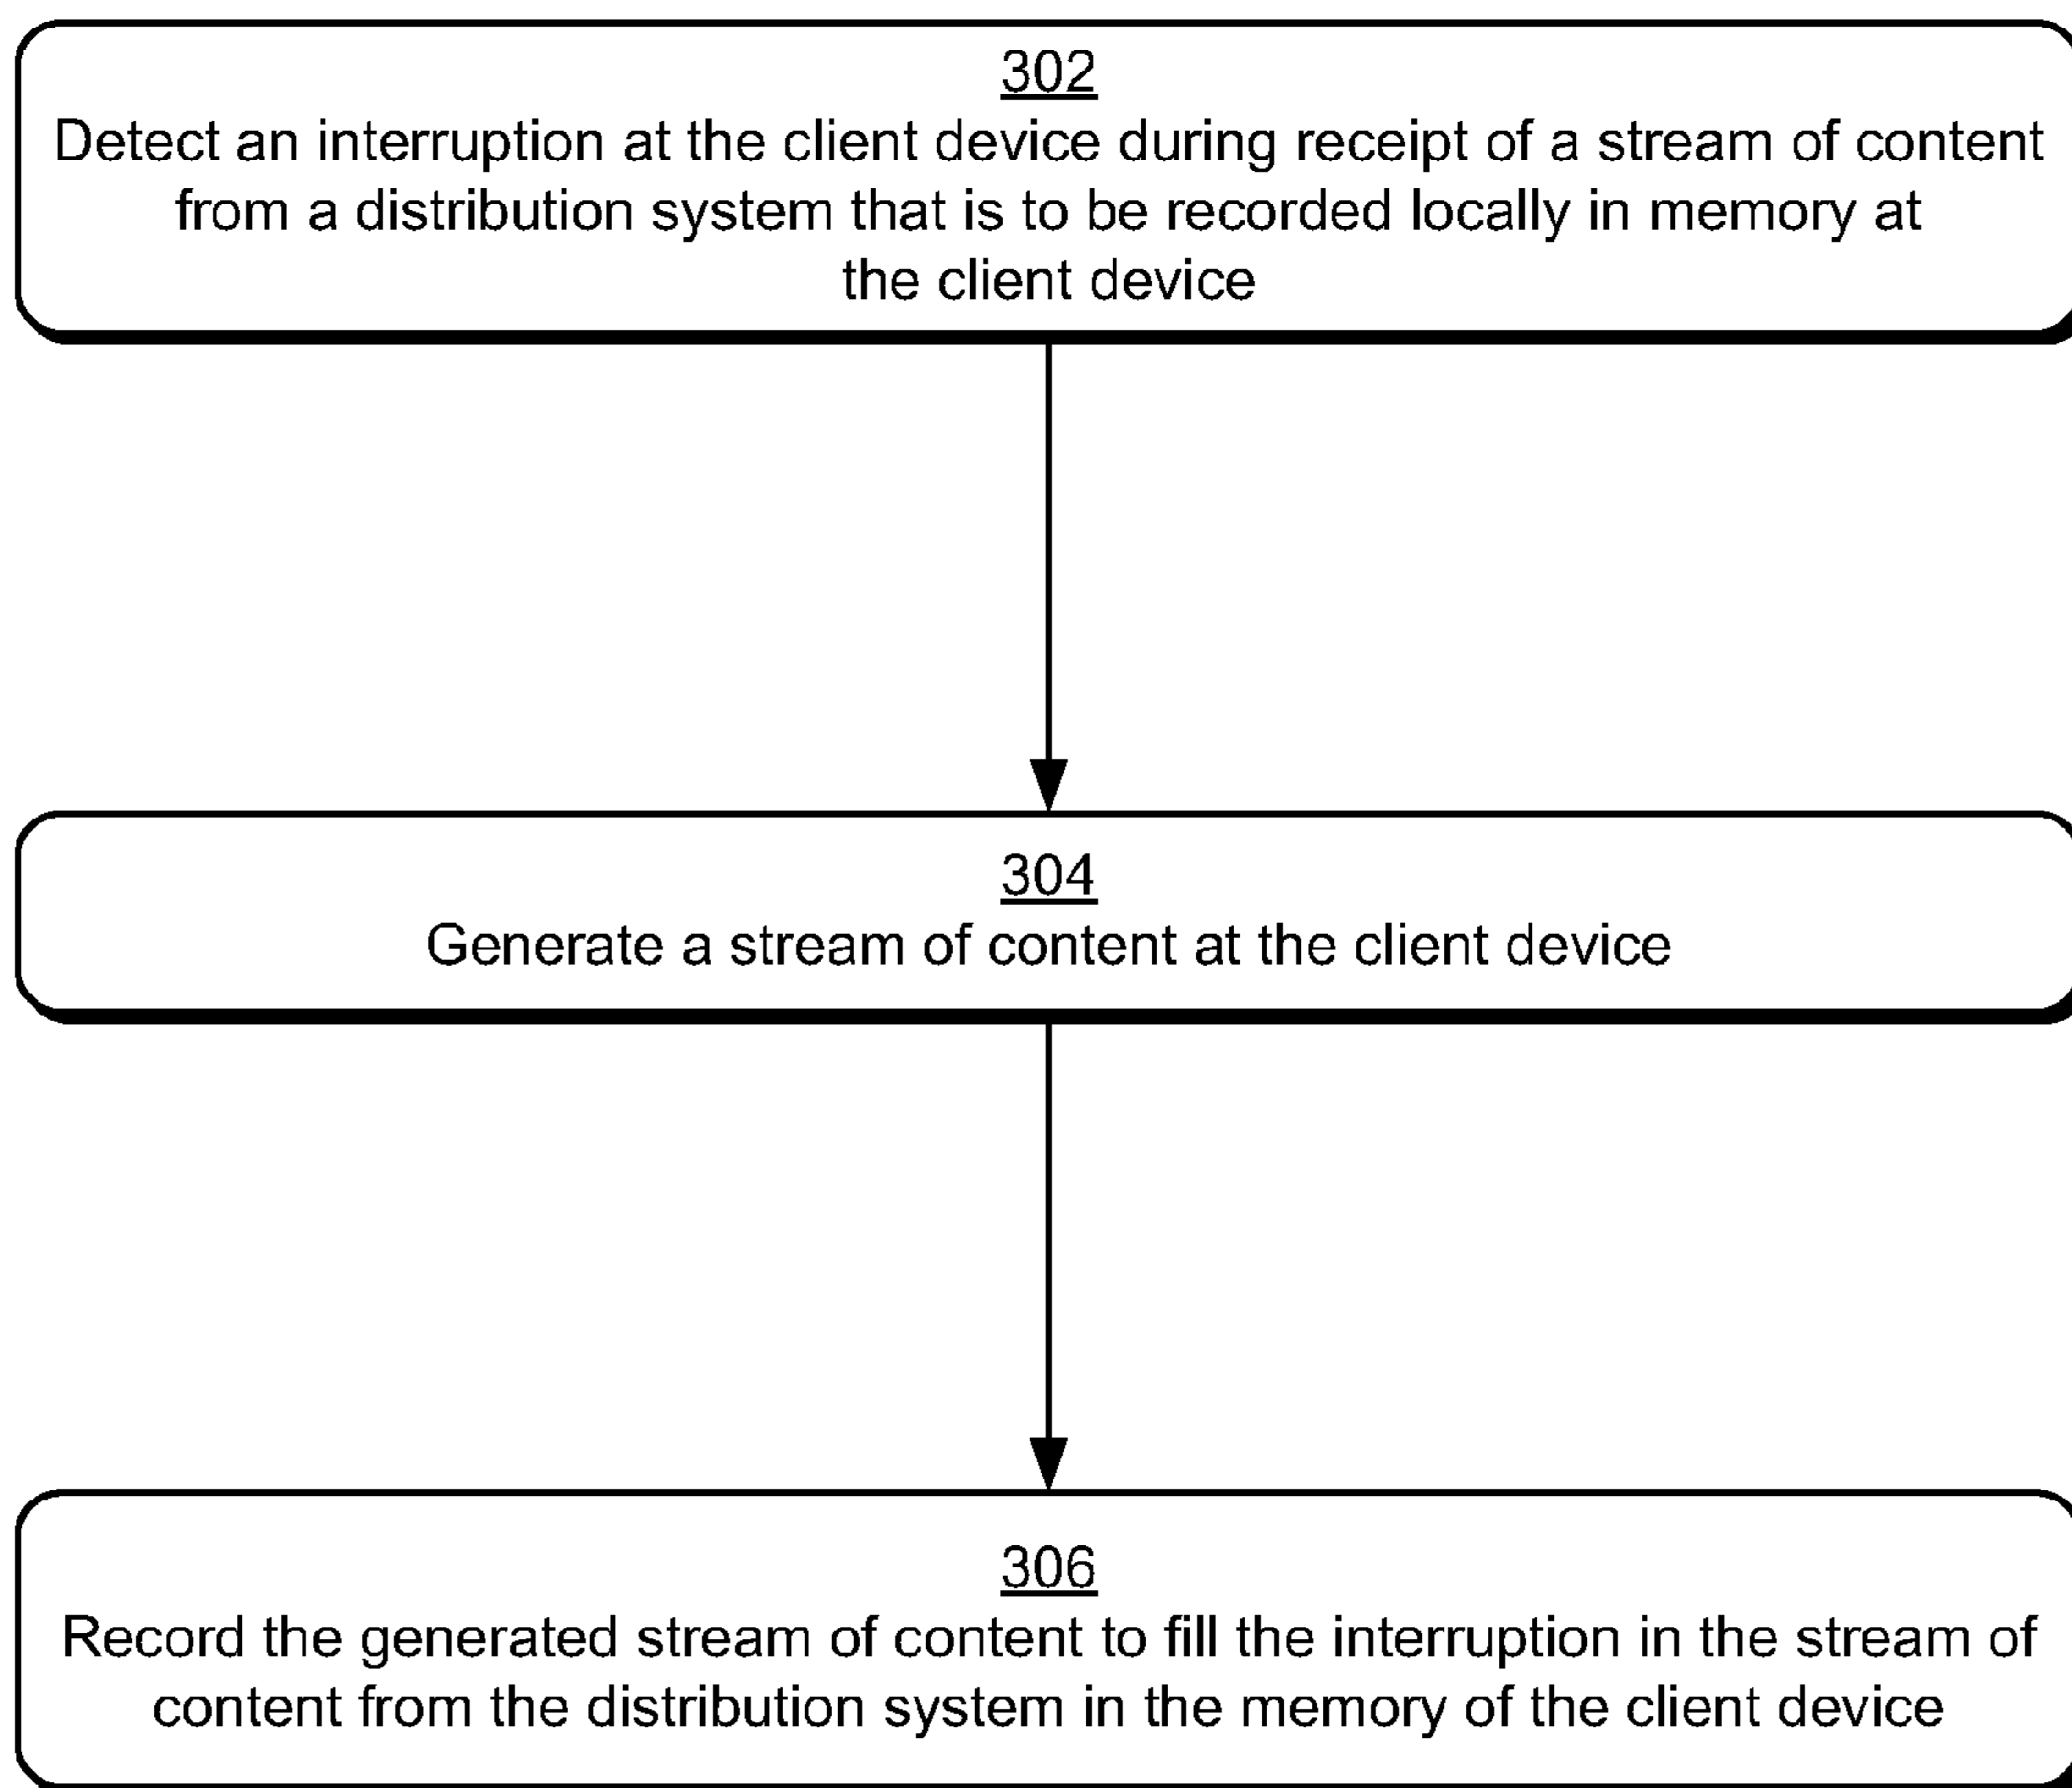 302
Detect an interruption at the client device during receipt of a stream of content
from a distribution system that is to be recorded locally in memory at
the client device
304
Generate a stream of content at the client device
306
Record the generated stream of content to fill the interruption in the stream of
content from the distribution system in the memory of the client device